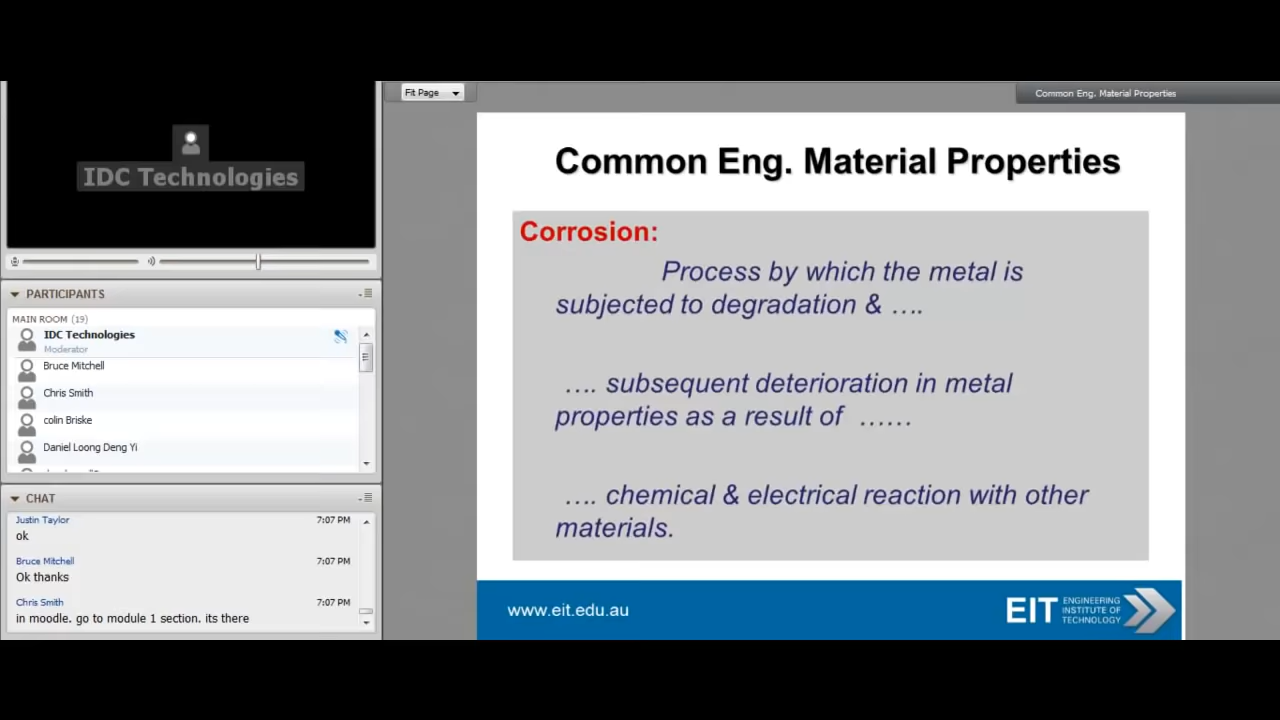 Fit Page
Common Eng. Material Properties
IDC Technologies
PARTICIPANTS
MAIN ROOM (19)
IDC Technologies
Moderator
Bruce Mitchell
Chris Smith
colin Briske
Daniel Loong Deng Yi
CHAT
Justin Taylor 7:07 PM
ok
Bruce Mitchell 7:07 PM
Ok thanks
Chris Smith 7:07 PM
in moodle. go to module 1 section. its there
Common Eng. Material Properties
Corrosion:
Process by which the metal is
subjected to degradation & ….
…. subsequent deterioration in metal
properties as a result of ……
…. chemical & electrical reaction with other
materials.
www.eit.edu.au
EIT
ENGINEERING
INSTITUTE OF
TECHNOLOGY